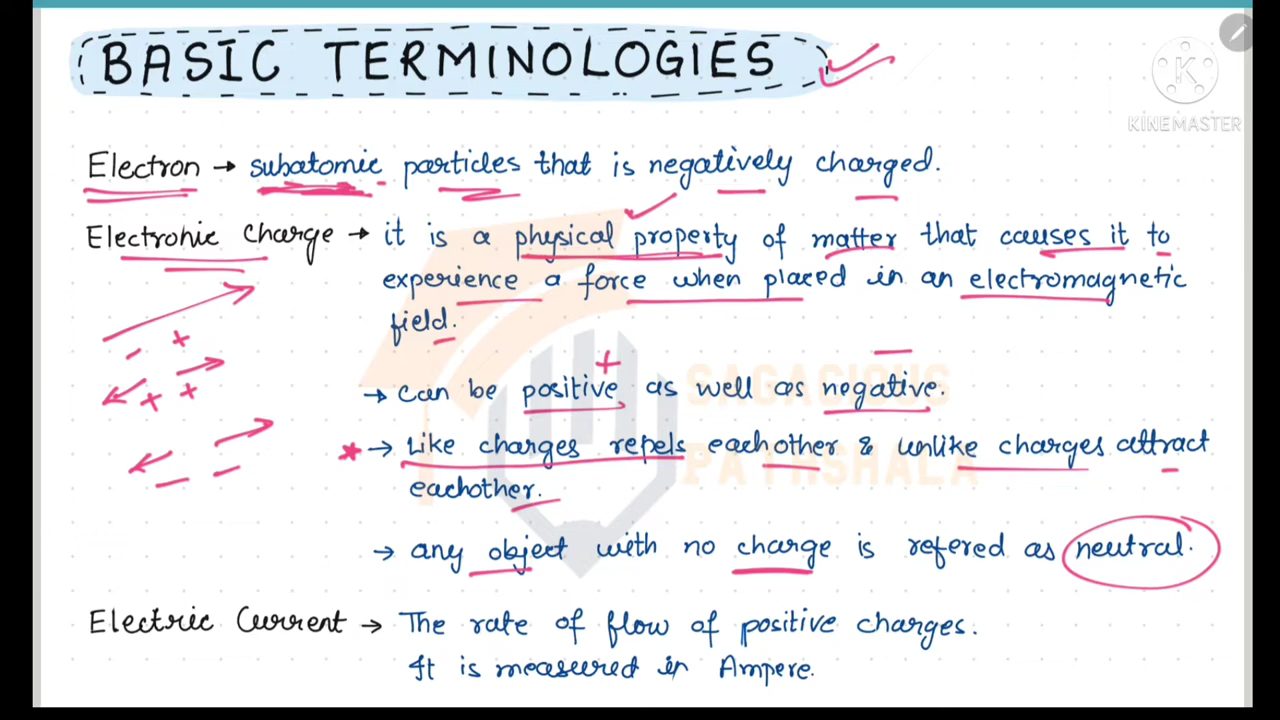 BASIC TERMINOLOGIES
KINEMASTER
Electron → subatomic particles that is negatively charged.
Electronic Charge → it is a physical property of matter that causes it to
experience a force when placed in an electromagnetic
field.
→ can be positive as well as negative.
* → Like charges repels eachother & unlike charges attract
eachother.
→ any object with no charge is refered as neutral.
Electric Current → The rate of flow of positive charges.
It is measured in Ampere.
SAGACIOUS
PATHSHALA